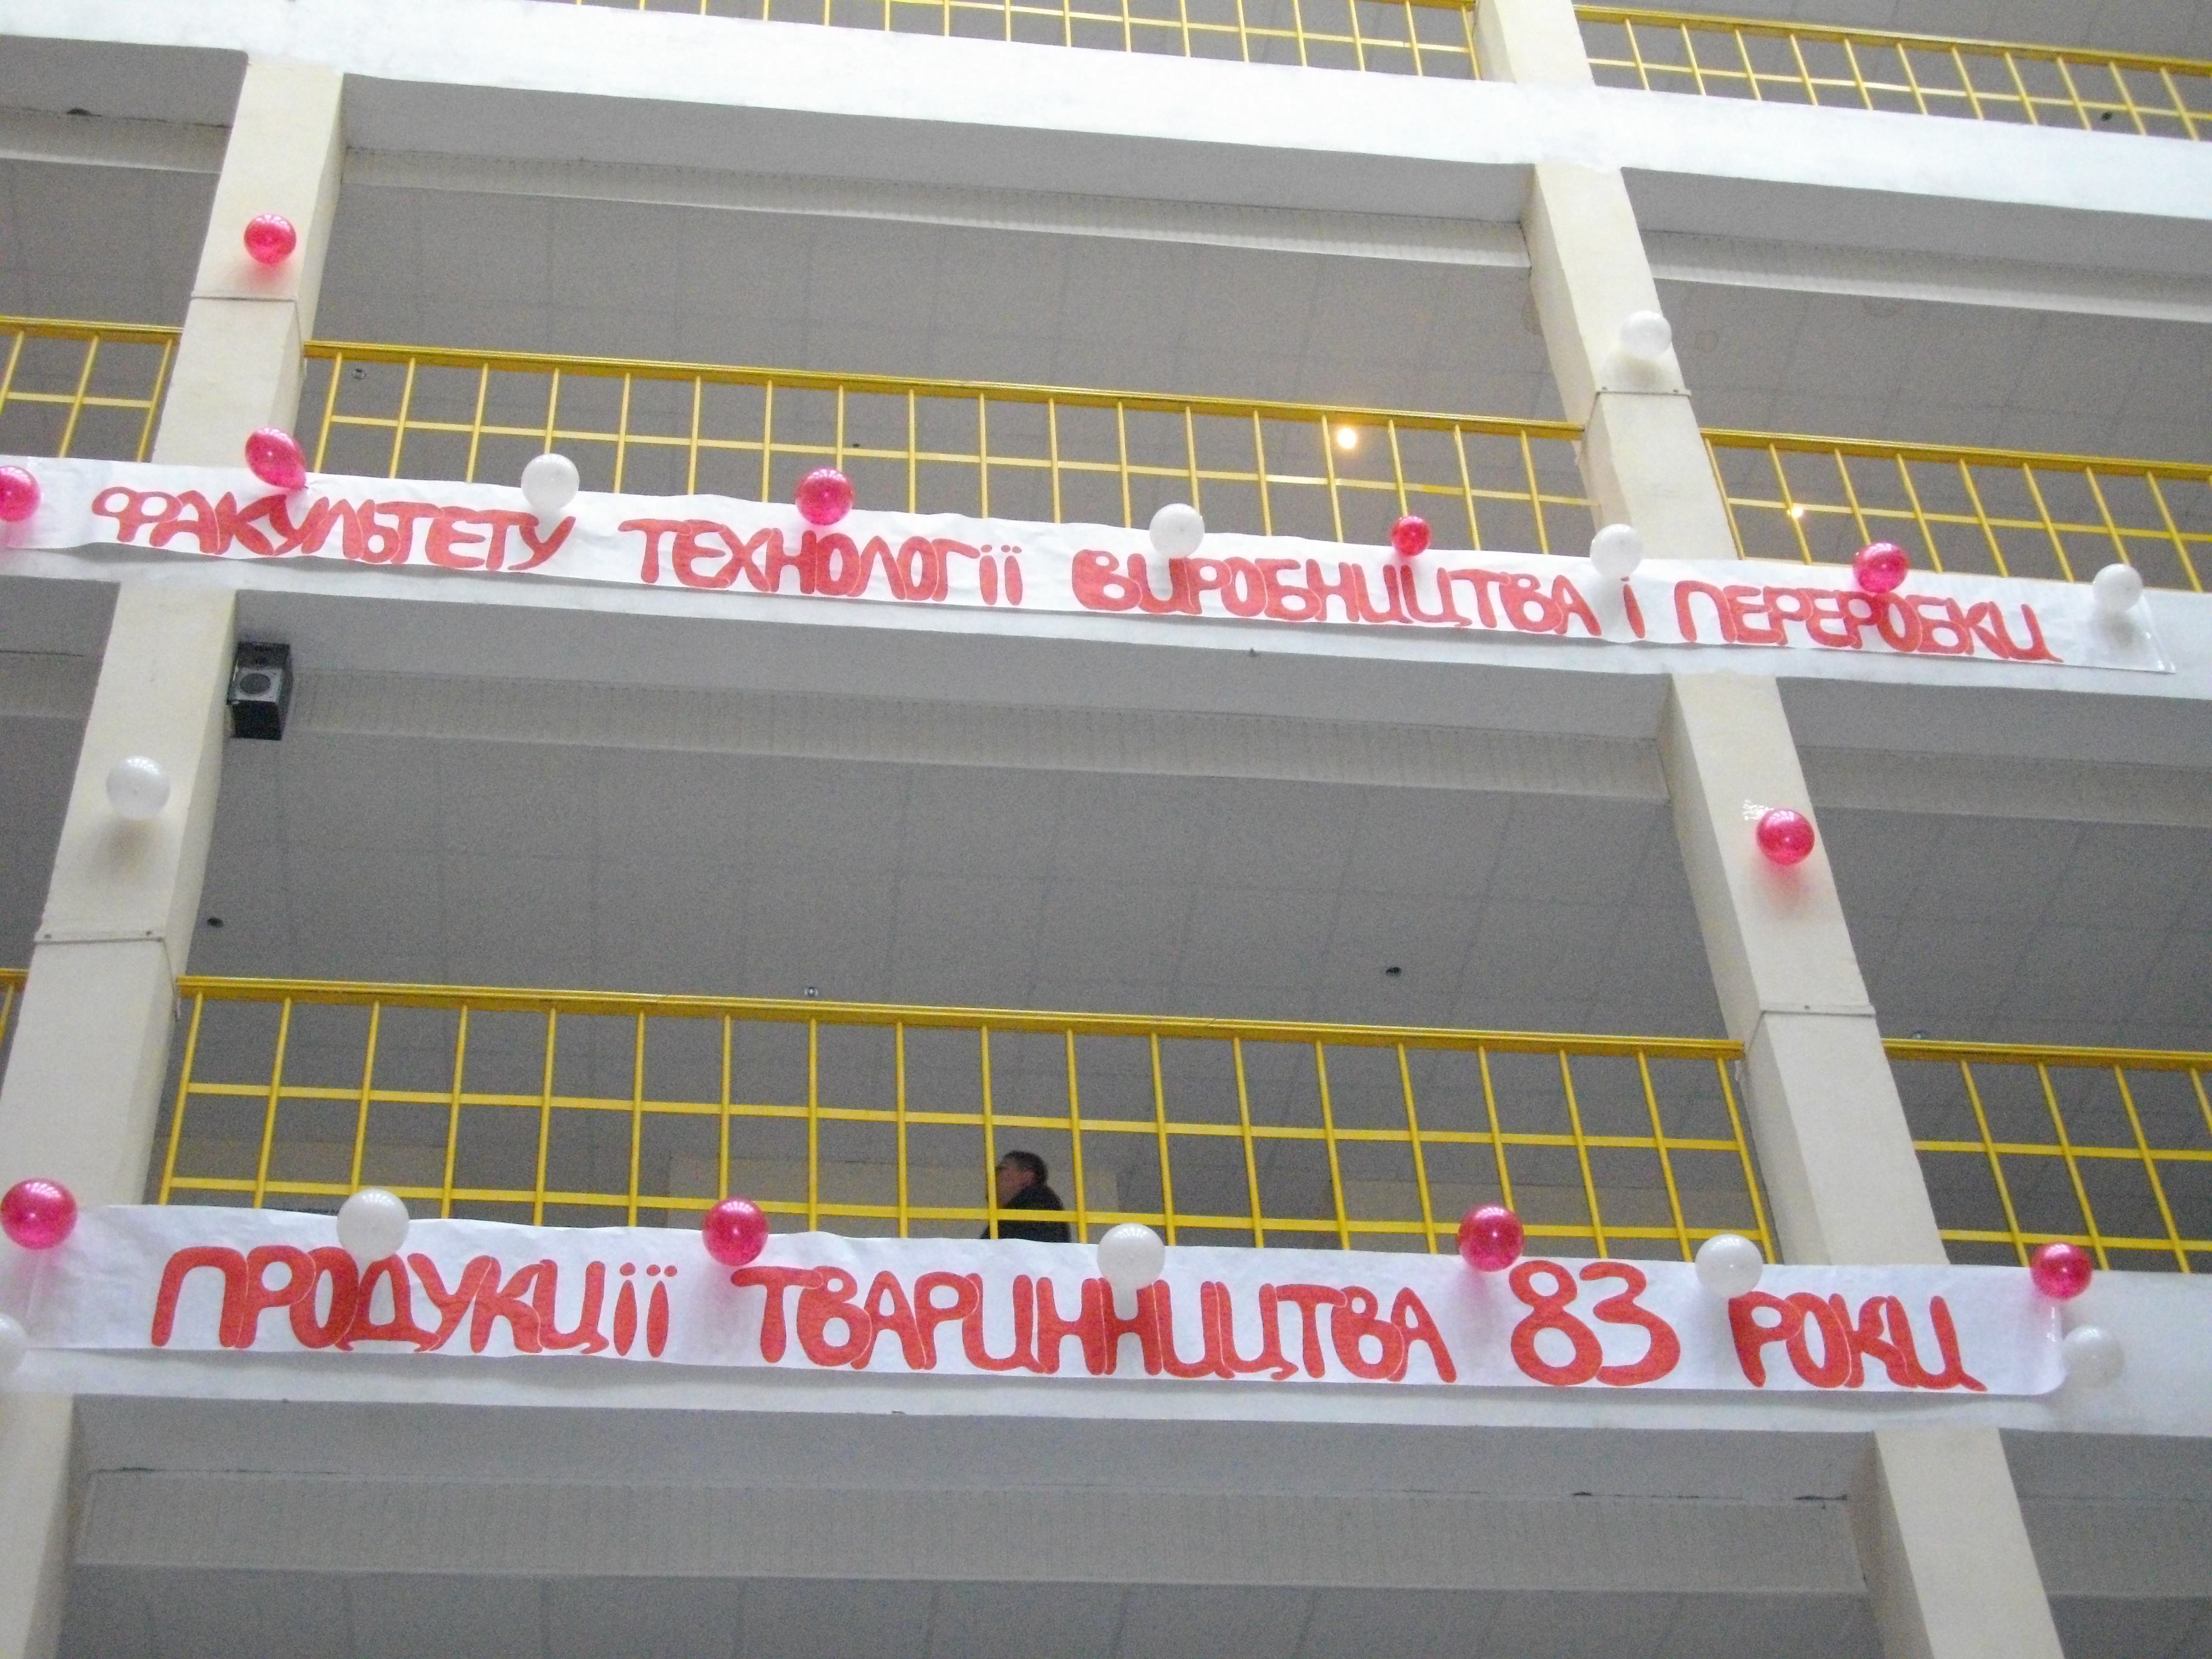 ФАКУЛЬТЕТУ ТЕХНОЛОГІЇ ВИРОБНИЦТВА І ПЕРЕРОБКИ
ПРОДУКЦІЇ ТВАРИННИЦТВА 83 РОКИ